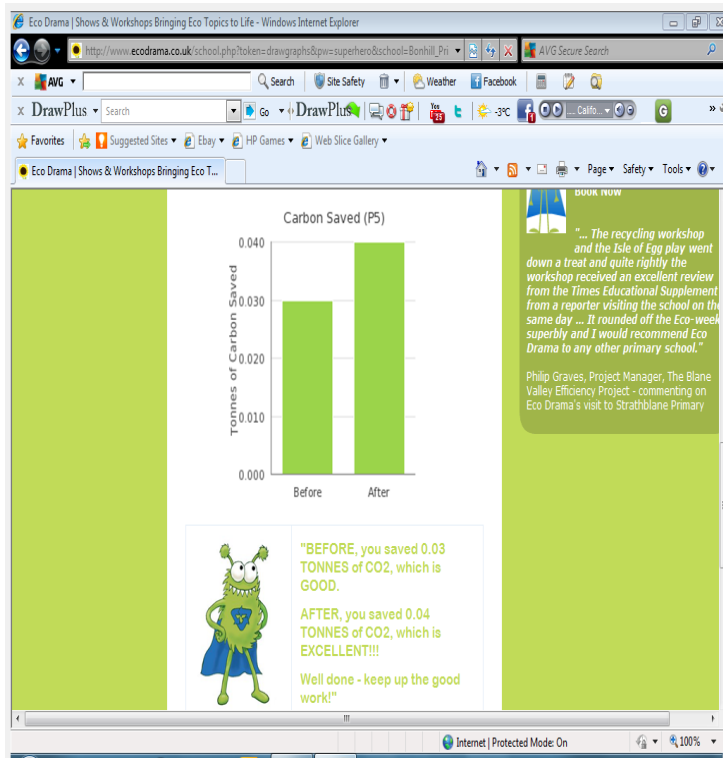 Eco Drama | Shows & Workshops Bringing Eco Topics to Life - Windows Internet Explorer
http://www.ecodrama.co.uk/school.php?token=drawgraphs&pw=superhero&school=Bonhill_Pri
AVG Secure Search
x AVG Search Site Safety Weather Facebook
x DrawPlus Search Go DrawPlus You 25 -3°C 1 .... Califo... G »
Favorites Suggested Sites Ebay HP Games Web Slice Gallery
Eco Drama | Shows & Workshops Bringing Eco T... Page Safety Tools
Carbon Saved (P5)
Tonnes of Carbon Saved
0.040
0.030
0.020
0.010
0.000
Before After
"BEFORE, you saved 0.03
TONNES of CO2, which is
GOOD.
AFTER, you saved 0.04
TONNES of CO2, which is
EXCELLENT!!!
Well done - keep up the good
work!"
Book Now
"... The recycling workshop
and the Isle of Egg play went
down a treat and quite rightly the
workshop received an excellent review
from the Times Educational Supplement
from a reporter visiting the school on the
same day ... It rounded off the Eco-week
superbly and I would recommend Eco
Drama to any other primary school."
Philip Graves, Project Manager, The Blane
Valley Efficiency Project - commenting on
Eco Drama's visit to Strathblane Primary
Internet | Protected Mode: On 100%